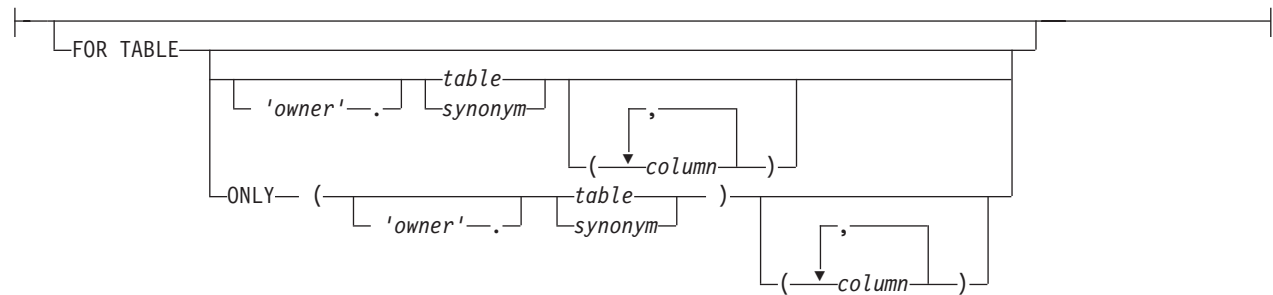 FOR TABLE
table
'owner' . synonym
,
( column )
ONLY ( table )
'owner' . synonym
,
( column )